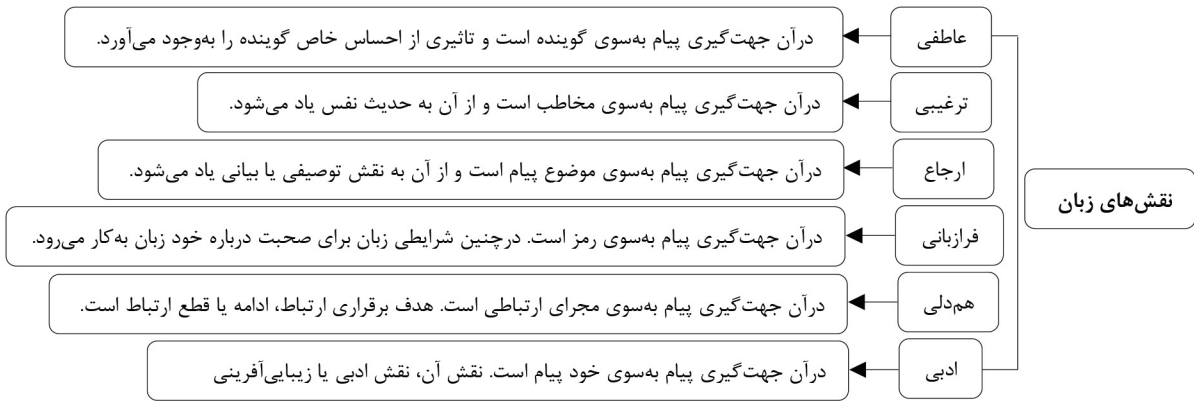 نقش‌های زبان
عاطفی
درآن جهت‌گیری پیام به‌سوی گوینده است و تاثیری از احساس خاص گوینده را به‌وجود می‌آورد.
ترغیبی
درآن جهت‌گیری پیام به‌سوی مخاطب است و از آن به حدیث نفس یاد می‌شود.
ارجاع
درآن جهت‌گیری پیام به‌سوی موضوع پیام است و از آن به نقش توصیفی یا بیانی یاد می‌شود.
فرازبانی
درآن جهت‌گیری پیام به‌سوی رمز است. درچنین شرایطی زبان برای صحبت درباره خود زبان به‌کار می‌رود.
هم‌دلی
درآن جهت‌گیری پیام به‌سوی مجرای ارتباطی است. هدف برقراری ارتباط، ادامه یا قطع ارتباط است.
ادبی
درآن جهت‌گیری پیام به‌سوی خود پیام است. نقش آن، نقش ادبی یا زیبایی‌آفرینی